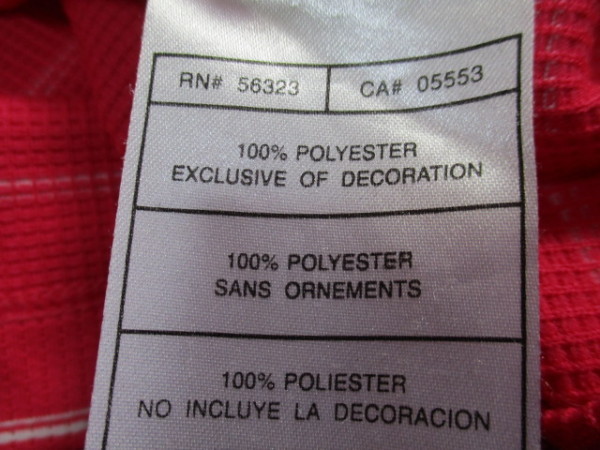 RN# 56323 CA# 05553
100% POLYESTER
EXCLUSIVE OF DECORATION
100% POLYESTER
SANS ORNEMENTS
100% POLIESTER
NO INCLUYE LA DECORACION